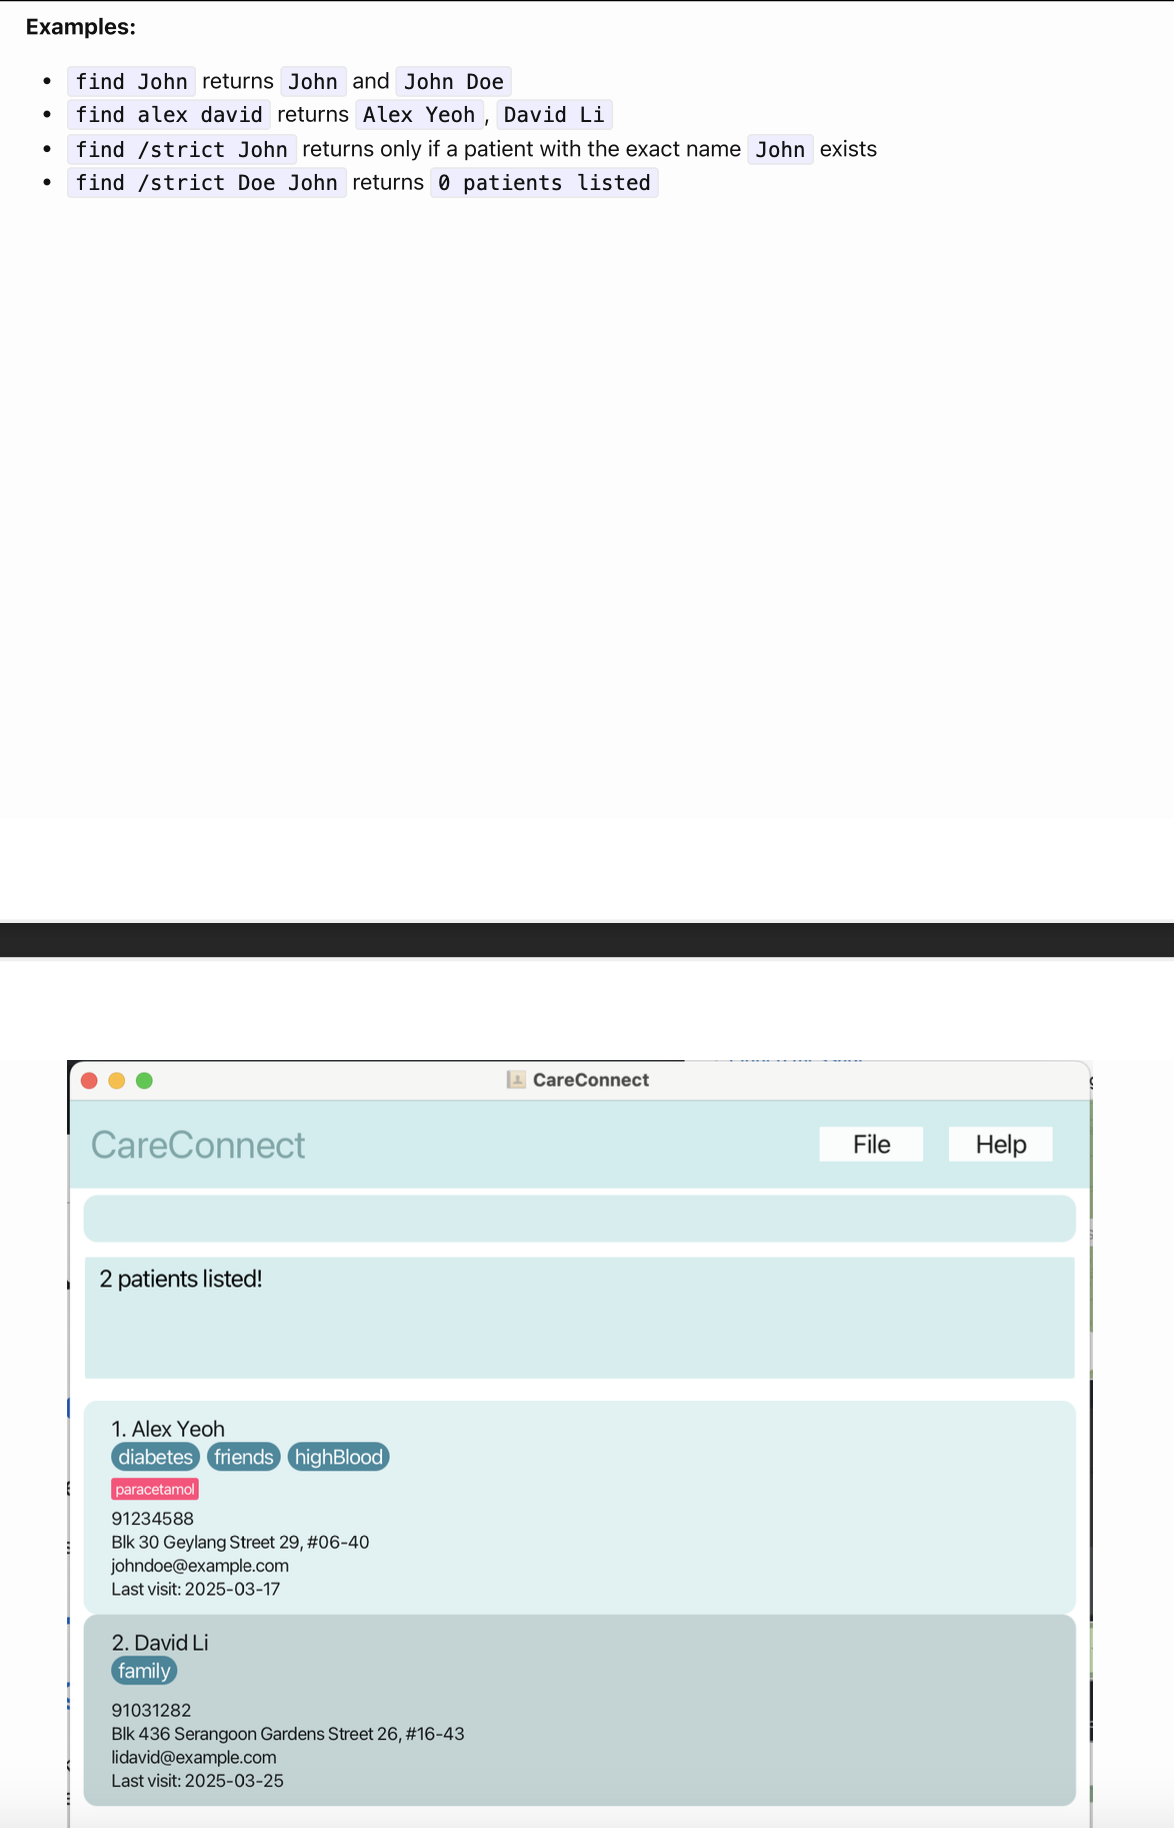 Examples:
find John returns John and John Doe
find alex david returns Alex Yeoh, David Li
find /strict John returns only if a patient with the exact name John exists
find /strict Doe John returns 0 patients listed
CareConnect
CareConnect File Help
2 patients listed!
1. Alex Yeoh
diabetes friends highBlood
paracetamol
91234588
Blk 30 Geylang Street 29, #06-40
johndoe@example.com
Last visit: 2025-03-17
2. David Li
family
91031282
Blk 436 Serangoon Gardens Street 26, #16-43
lidavid@example.com
Last visit: 2025-03-25